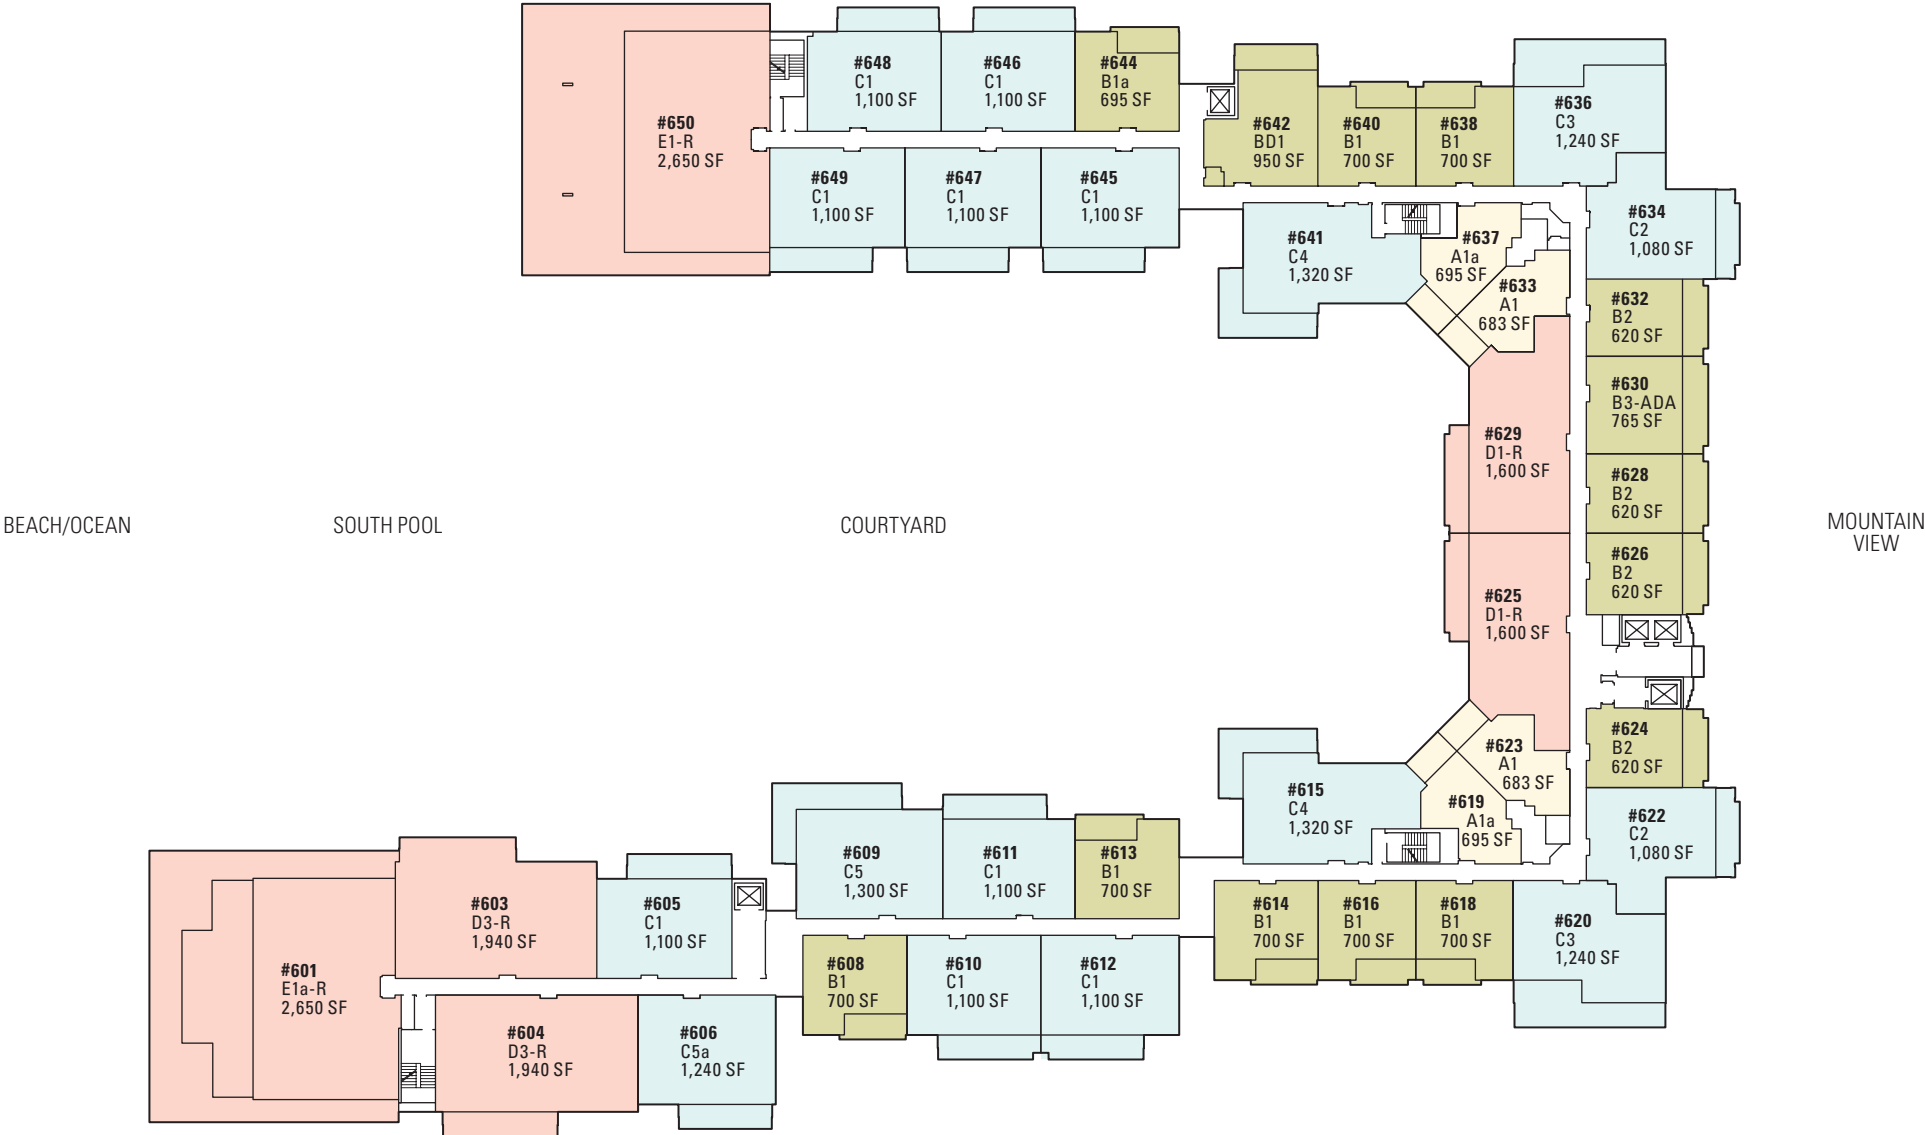 #648
C1
1,100 SF
#646
C1
1,100 SF
#644
B1a
695 SF
#650
E1-R
2,650 SF
#642
BD1
950 SF
#640
B1
700 SF
#638
B1
700 SF
#636
C3
1,240 SF
#649
C1
1,100 SF
#647
C1
1,100 SF
#645
C1
1,100 SF
#641
C4
1,320 SF
#637
A1a
695 SF
#634
C2
1,080 SF
#633
A1
683 SF
#632
B2
620 SF
#630
B3-ADA
765 SF
#629
D1-R
1,600 SF
#628
B2
620 SF
BEACH/OCEAN
SOUTH POOL
COURTYARD
MOUNTAIN
VIEW
#626
B2
620 SF
#625
D1-R
1,600 SF
#624
B2
620 SF
#623
A1
683 SF
#615
C4
1,320 SF
#619
A1a
695 SF
#622
C2
1,080 SF
#609
C5
1,300 SF
#611
C1
1,100 SF
#613
B1
700 SF
#603
D3-R
1,940 SF
#605
C1
1,100 SF
#614
B1
700 SF
#616
B1
700 SF
#618
B1
700 SF
#620
C3
1,240 SF
#601
E1a-R
2,650 SF
#608
B1
700 SF
#610
C1
1,100 SF
#612
C1
1,100 SF
#604
D3-R
1,940 SF
#606
C5a
1,240 SF